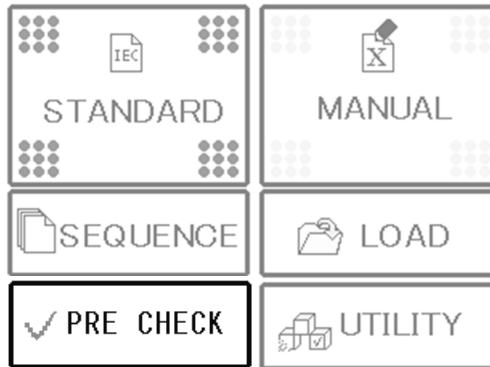 IEC
STANDARD
X
MANUAL
SEQUENCE
LOAD
PRE CHECK
UTILITY